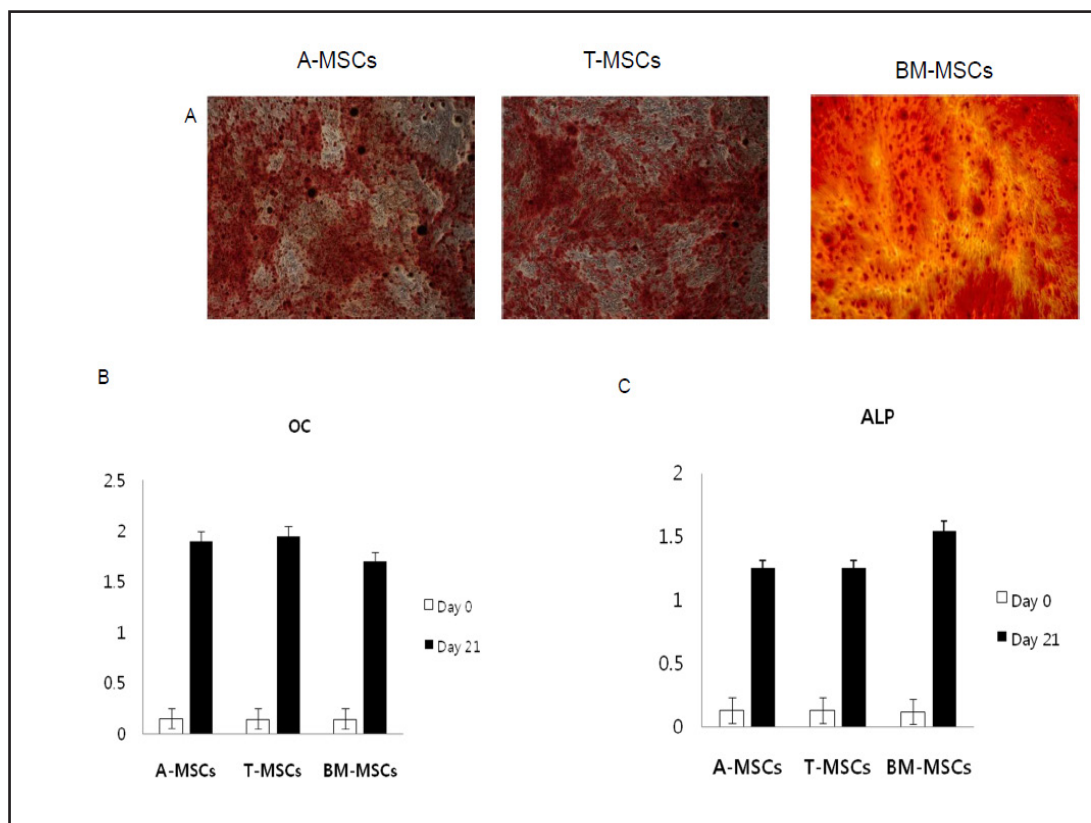 A-MSCs
T-MSCs
BM-MSCs
A
B
OC
2.5
2
1.5
1
0.5
0
Day 0
Day 21
A-MSCs T-MSCs BM-MSCs
C
ALP
2
1.5
1
0.5
0
Day 0
Day 21
A-MSCs T-MSCs BM-MSCs